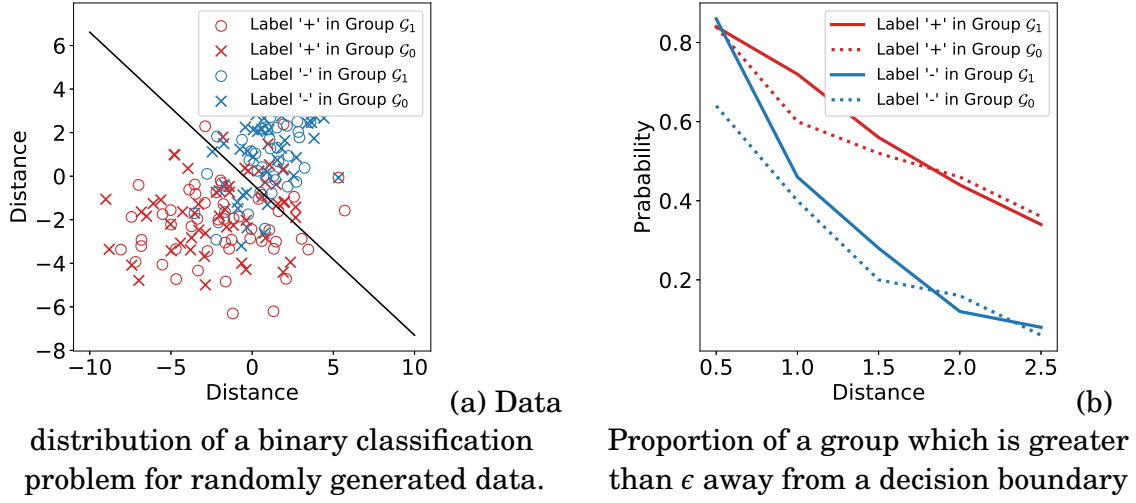 Label '+' in Group 𝒢₁
Label '+' in Group 𝒢₀
Label '-' in Group 𝒢₁
Label '-' in Group 𝒢₀
6
4
2
0
−2
−4
−6
−8
Distance
−10 −5 0 5 10
Distance
(a) Data
distribution of a binary classification
problem for randomly generated data.
Label '+' in Group 𝒢₁
Label '+' in Group 𝒢₀
Label '-' in Group 𝒢₁
Label '-' in Group 𝒢₀
0.8
0.6
0.4
0.2
Prabability
0.5 1.0 1.5 2.0 2.5
Distance
(b)
Proportion of a group which is greater
than ϵ away from a decision boundary